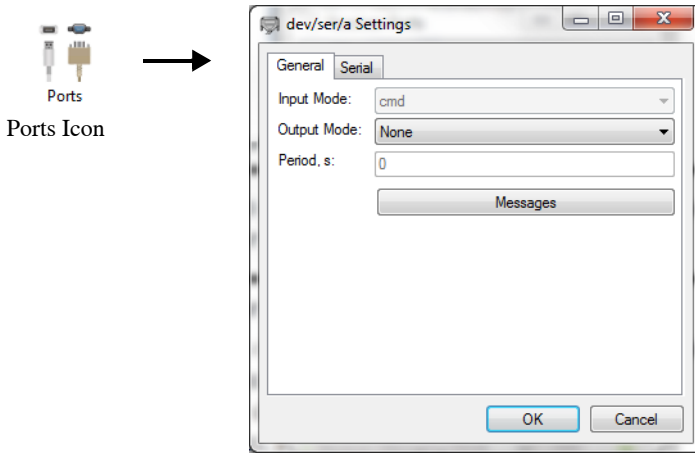 Ports
Ports Icon
dev/ser/a Settings
General Serial
Input Mode: cmd
Output Mode: None
Period, s: 0
Messages
OK Cancel